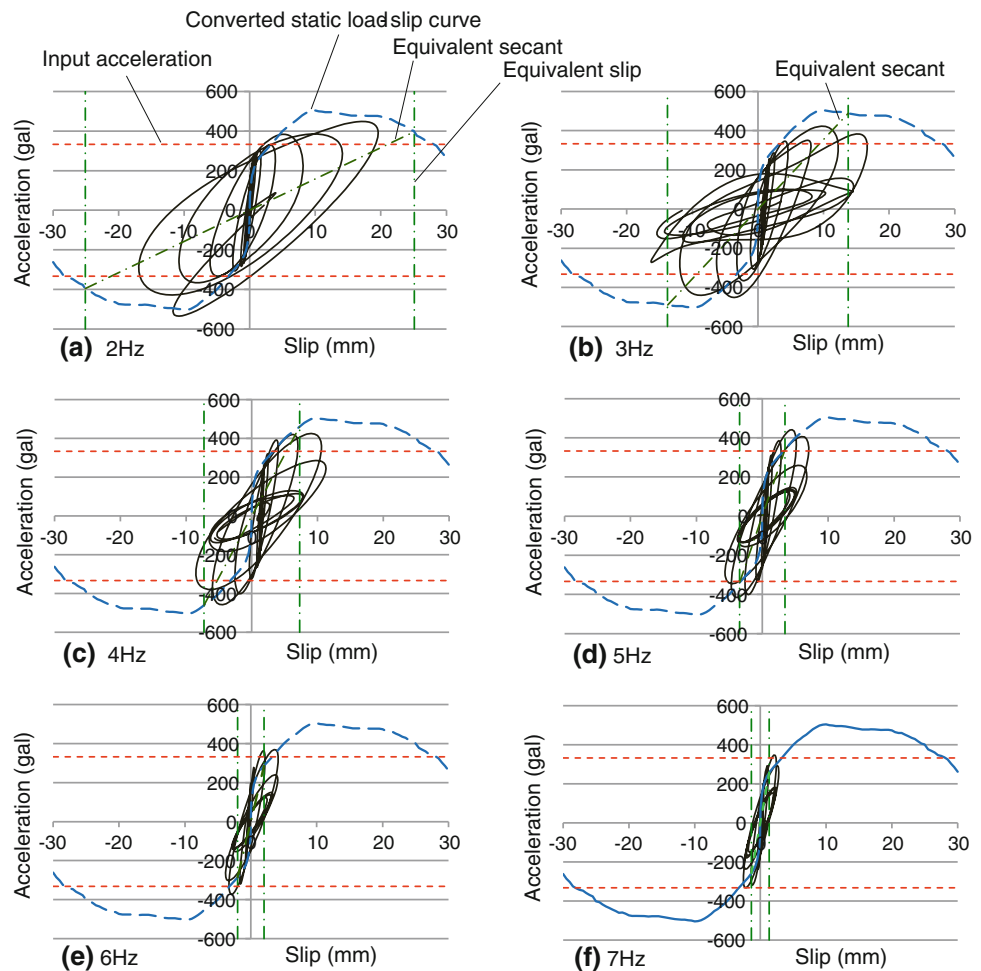 Converted static load-slip curve
Equivalent secant
Input acceleration
Equivalent slip
Equivalent secant
Acceleration (gal)
600
400
200
0
-200
-400
-600
-30 -20 -10 0 10 20 30
(a) 2Hz
Slip (mm)
Acceleration (gal)
600
400
200
0
-200
-400
-600
-30 -20 -10 0 10 20 30
(b) 3Hz
Slip (mm)
Acceleration (gal)
600
400
200
0
-200
-400
-600
-30 -20 -10 0 10 20 30
(c) 4Hz
Slip (mm)
Acceleration (gal)
600
400
200
0
-200
-400
-600
-30 -20 -10 0 10 20 30
(d) 5Hz
Slip (mm)
Acceleration (gal)
600
400
200
0
-200
-400
-600
-30 -20 -10 0 10 20 30
(e) 6Hz
Slip (mm)
Acceleration (gal)
600
400
200
0
-200
-400
-600
-30 -20 -10 0 10 20 30
(f) 7Hz
Slip (mm)